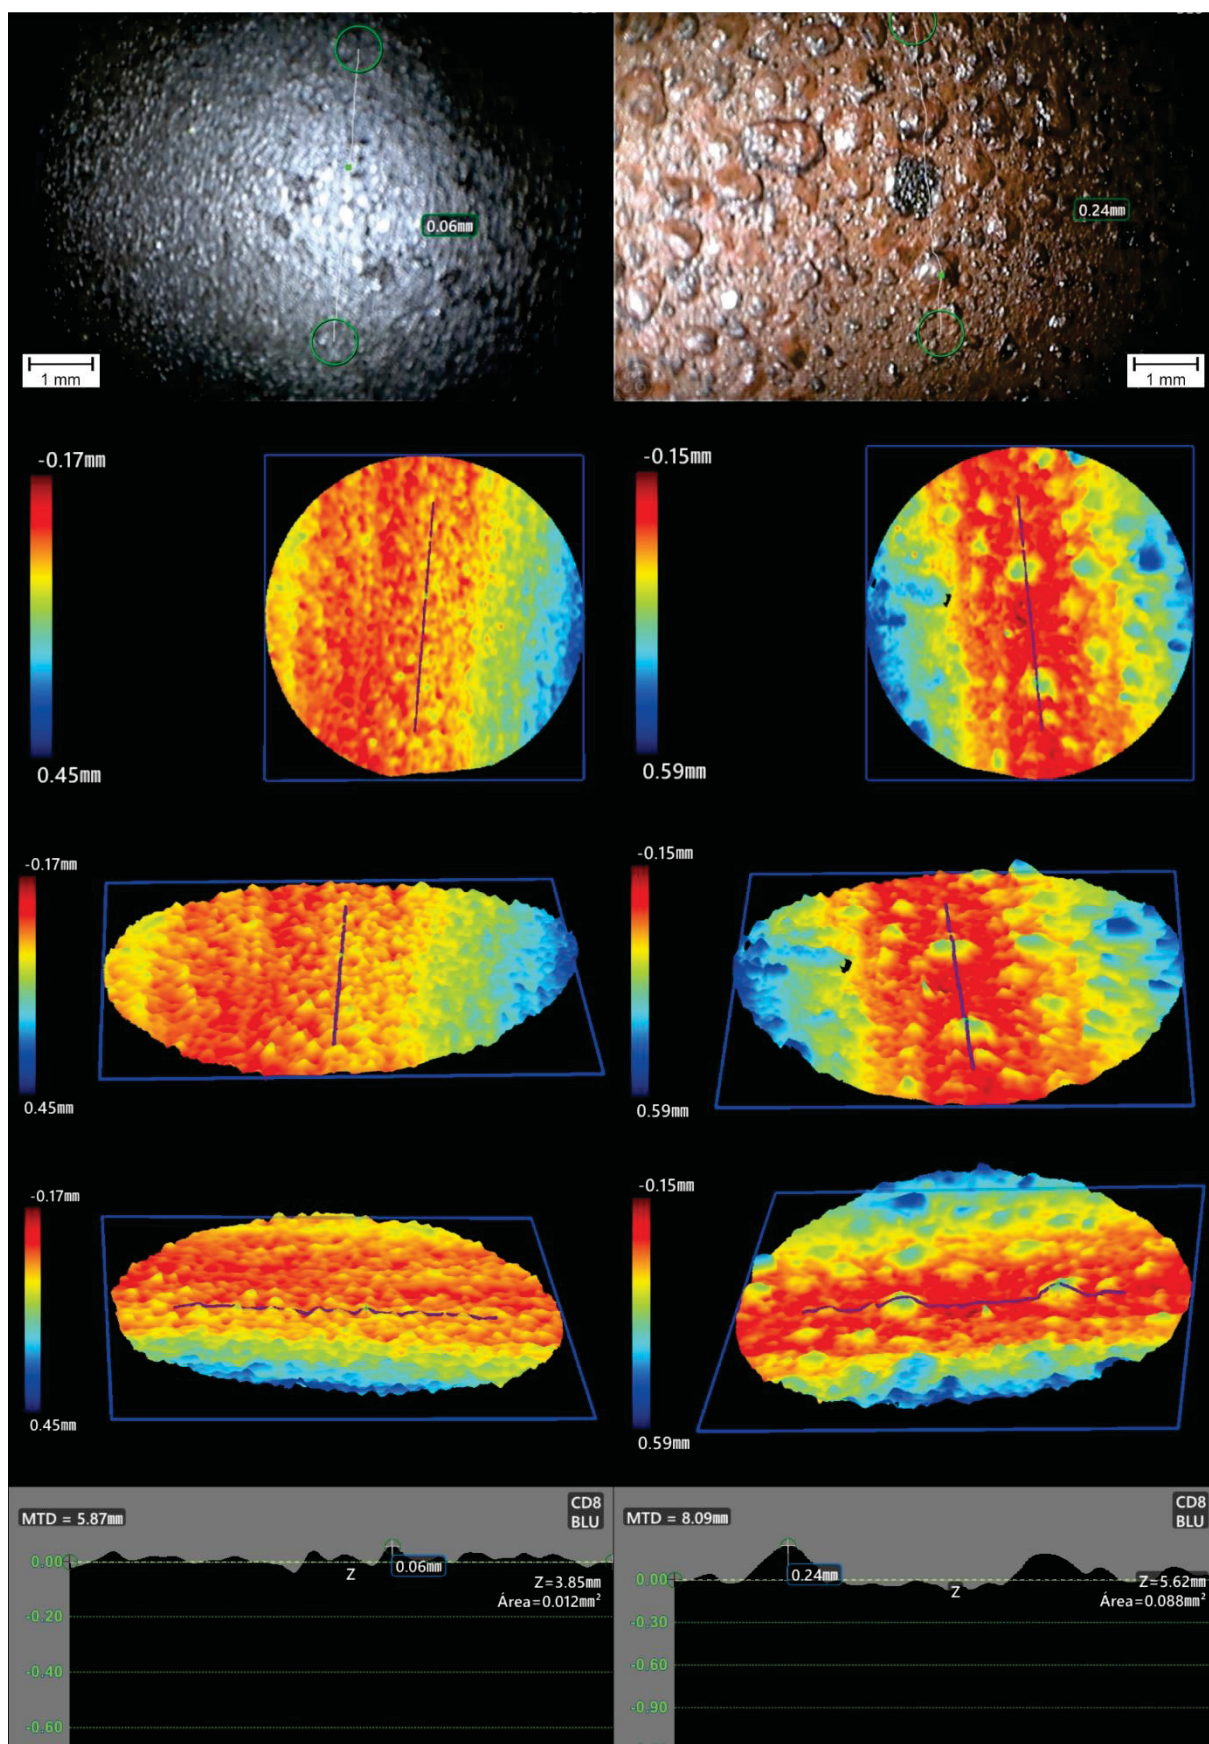 0.06mm
0.24mm
1 mm
1 mm
-0.17mm
0.45mm
-0.15mm
0.59mm
-0.17mm
0.45mm
-0.15mm
0.59mm
-0.17mm
0.45mm
-0.15mm
0.59mm
MTD = 5.87mm
CD8
BLU
0.00
0.06mm
Z
Z=3.85mm
Área=0.012mm²
-0.20
-0.40
-0.60
MTD = 8.09mm
CD8
BLU
0.00
0.24mm
Z
Z=5.62mm
Área=0.088mm²
-0.30
-0.60
-0.90